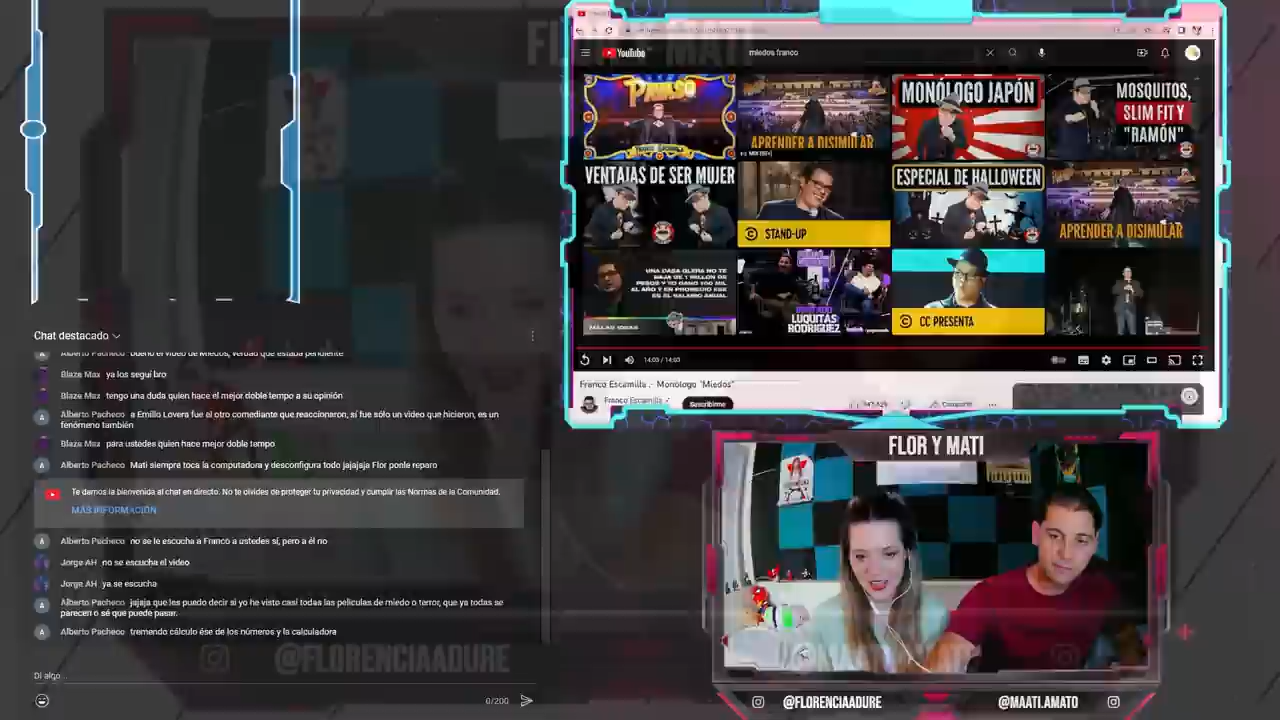 YouTube
miedos franco
PAYASO
APRENDER A DISIMULAR
MONÓLOGO JAPÓN
MOSQUITOS,
SLIM FIT Y
"RAMÓN"
VENTAJAS DE SER MUJER
STAND-UP
ESPECIAL DE HALLOWEEN
APRENDER A DISIMULAR
LUQUITAS
RODRIGUEZ
CC PRESENTA
14:03 / 14:03
Franco Escamilla.- Monólogo "Miedos"
Franco Escamilla
Suscribirme
Compartir
Chat destacado
Alberto Pacheco bueno el video de Miedos, verdad que estaba pendiente
Blaze Max ya los seguí bro
Blaze Max tengo una duda quien hace el mejor doble tempo a su opinión
Alberto Pacheco a Emilio Lovera fue el otro comediante que reaccionaron, sí fue sólo un video que hicieron, es un
fenómeno también
Blaze Max para ustedes quien hace mejor doble tempo
Alberto Pacheco Mati siempre toca la computadora y desconfigura todo jajajaja Flor ponle reparo
Te damos la bienvenida al chat en directo. No te olvides de proteger tu privacidad y cumplir las Normas de la Comunidad.
MÁS INFORMACIÓN
Alberto Pacheco no se le escucha a Franco a ustedes sí, pero a él no
Jorge AH no se escucha el video
Jorge AH ya se escucha
Alberto Pacheco jajaja que les puedo decir si yo he visto casi todas las películas de miedo o terror, que ya todas se
parecen o sé que puede pasar.
Alberto Pacheco tremendo cálculo ése de los números y la calculadora
Di algo...
0/200
FLOR Y MATI
@FLORENCIAADURE
@FLORENCIAADURE
@MAATI.AMATO